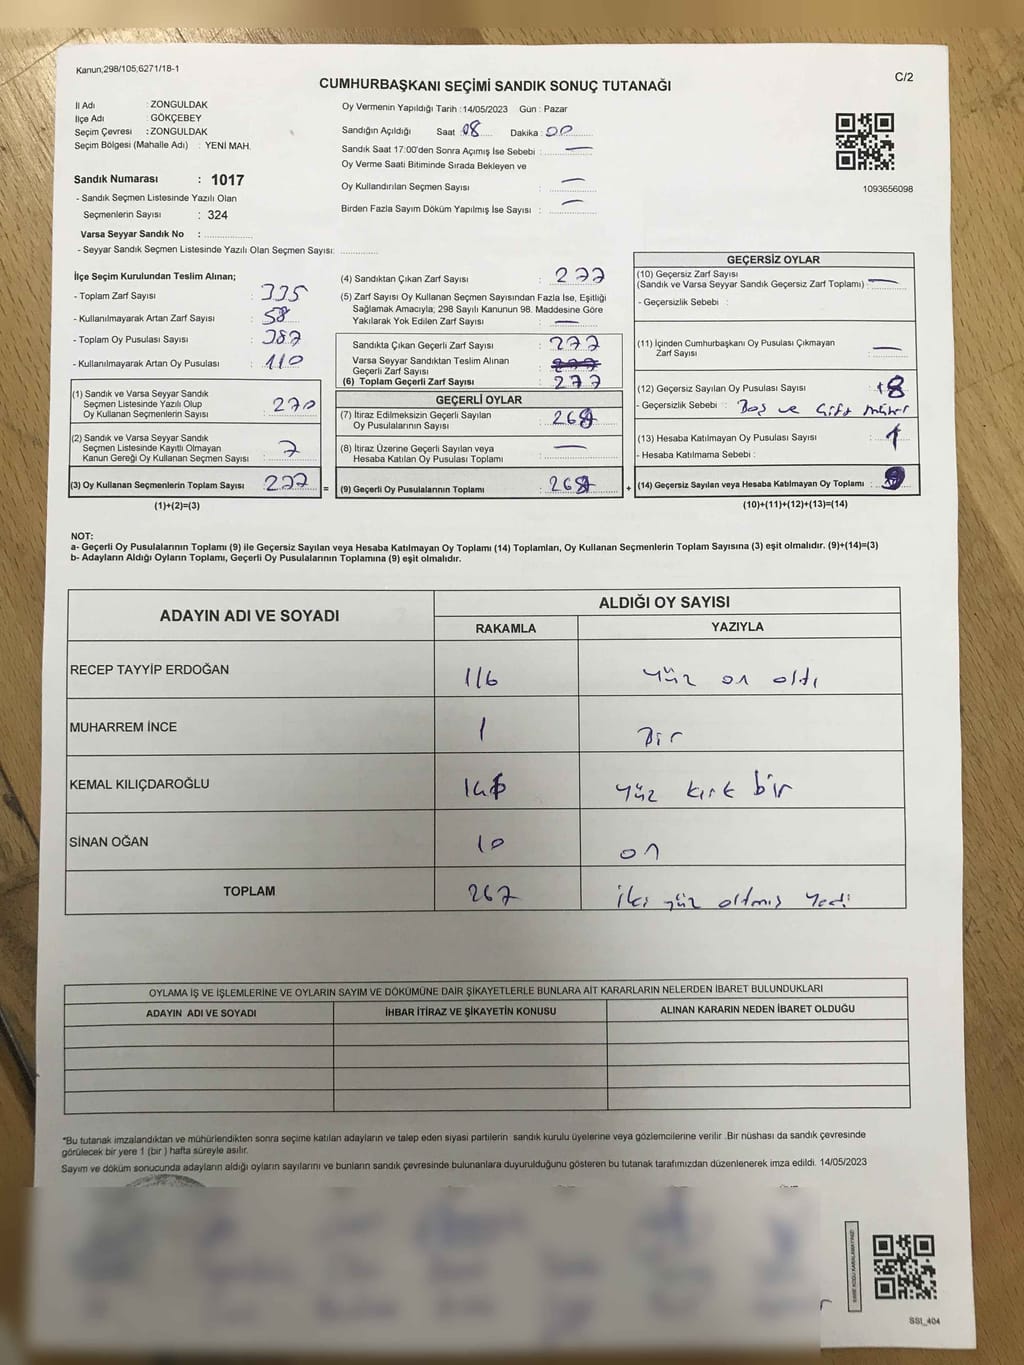 Kanun;298/105;6271/18-1
C/2
CUMHURBAŞKANI SEÇİMİ SANDIK SONUÇ TUTANAĞI
İl Adı : ZONGULDAK
İlçe Adı : GÖKÇEBEY
Seçim Çevresi : ZONGULDAK
Seçim Bölgesi (Mahalle Adı) : YENİ MAH.
Sandık Numarası : 1017
- Sandık Seçmen Listesinde Yazılı Olan
Seçmenlerin Sayısı : 324
Varsa Seyyar Sandık No :
- Seyyar Sandık Seçmen Listesinde Yazılı Olan Seçmen Sayısı:
Oy Vermenin Yapıldığı Tarih :14/05/2023 Gün : Pazar
Sandığın Açıldığı Saat : 08 Dakika : 00
Sandık Saat 17:00'den Sonra Açımış İse Sebebi : —
Oy Verme Saati Bitiminde Sırada Bekleyen ve
Oy Kullandırılan Seçmen Sayısı : —
Birden Fazla Sayım Döküm Yapılmış İse Sayısı : —
1093656098
İlçe Seçim Kurulundan Teslim Alınan;
- Toplam Zarf Sayısı : 335
- Kullanılmayarak Artan Zarf Sayısı : 58
- Toplam Oy Pusulası Sayısı : 387
- Kullanılmayarak Artan Oy Pusulası : 110
(1) Sandık ve Varsa Seyyar Sandık
Seçmen Listesinde Yazılı Olup
Oy Kullanan Seçmenlerin Sayısı : 270
(2) Sandık ve Varsa Seyyar Sandık
Seçmen Listesinde Kayıtlı Olmayan
Kanun Gereği Oy Kullanan Seçmen Sayısı : 7
(3) Oy Kullanan Seçmenlerin Toplam Sayısı : 277 =
(1)+(2)=(3)
(4) Sandıktan Çıkan Zarf Sayısı : 277
(5) Zarf Sayısı Oy Kullanan Seçmen Sayısından Fazla İse, Eşitliği
Sağlamak Amacıyla; 298 Sayılı Kanunun 98. Maddesine Göre
Yakılarak Yok Edilen Zarf Sayısı : —
Sandıkta Çıkan Geçerli Zarf Sayısı : 277
Varsa Seyyar Sandıktan Teslim Alınan
Geçerli Zarf Sayısı :
(6) Toplam Geçerli Zarf Sayısı : 277
GEÇERLİ OYLAR
(7) İtiraz Edilmeksizin Geçerli Sayılan
Oy Pusulalarının Sayısı :
(8) İtiraz Üzerine Geçerli Sayılan veya
Hesaba Katılan Oy Pusulası Toplamı : —
(9) Geçerli Oy Pusulalarının Toplamı : +
GEÇERSİZ OYLAR
(10) Geçersiz Zarf Sayısı
(Sandık ve Varsa Seyyar Sandık Geçersiz Zarf Toplamı) : —
- Geçersizlik Sebebi :
(11) İçinden Cumhurbaşkanı Oy Pusulası Çıkmayan
Zarf Sayısı : —
(12) Geçersiz Sayılan Oy Pusulası Sayısı : 8
- Geçersizlik Sebebi : Boş ve Çift mühür
(13) Hesaba Katılmayan Oy Pusulası Sayısı : 1
- Hesaba Katılmama Sebebi :
(14) Geçersiz Sayılan veya Hesaba Katılmayan Oy Toplamı :
(10)+(11)+(12)+(13)=(14)
NOT:
a- Geçerli Oy Pusulalarının Toplamı (9) ile Geçersiz Sayılan veya Hesaba Katılmayan Oy Toplamı (14) Toplamları, Oy Kullanan Seçmenlerin Toplam Sayısına (3) eşit olmalıdır. (9)+(14)=(3)
b- Adayların Aldığı Oyların Toplamı, Geçerli Oy Pusulalarının Toplamına (9) eşit olmalıdır.
ADAYIN ADI VE SOYADI
ALDIĞI OY SAYISI
RAKAMLA YAZIYLA
RECEP TAYYİP ERDOĞAN 116 yüz on altı
MUHARREM İNCE 1 Bir
KEMAL KILIÇDAROĞLU yüz kırk bir
SİNAN OĞAN 10 on
TOPLAM 267 iki yüz altmış yedi
OYLAMA İŞ VE İŞLEMLERİNE VE OYLARIN SAYIM VE DÖKÜMÜNE DAİR ŞİKAYETLERLE BUNLARA AİT KARARLARIN NELERDEN İBARET BULUNDUKLARI
ADAYIN ADI VE SOYADI İHBAR İTİRAZ VE ŞİKAYETİN KONUSU ALINAN KARARIN NEDEN İBARET OLDUĞU
*Bu tutanak imzalandıktan ve mühürlendikten sonra seçime katılan adayların ve talep eden siyasi partilerin sandık kurulu üyelerine veya gözlemcilerine verilir .Bir nüshası da sandık çevresinde
görülecek bir yere 1 (bir ) hafta süreyle asılır.
Sayım ve döküm sonucunda adayların aldığı oyların sayılarını ve bunların sandık çevresinde bulunanlara duyurulduğunu gösteren bu tutanak tarafımızdan düzenlenerek imza edildi. 14/05/2023
SSI_404